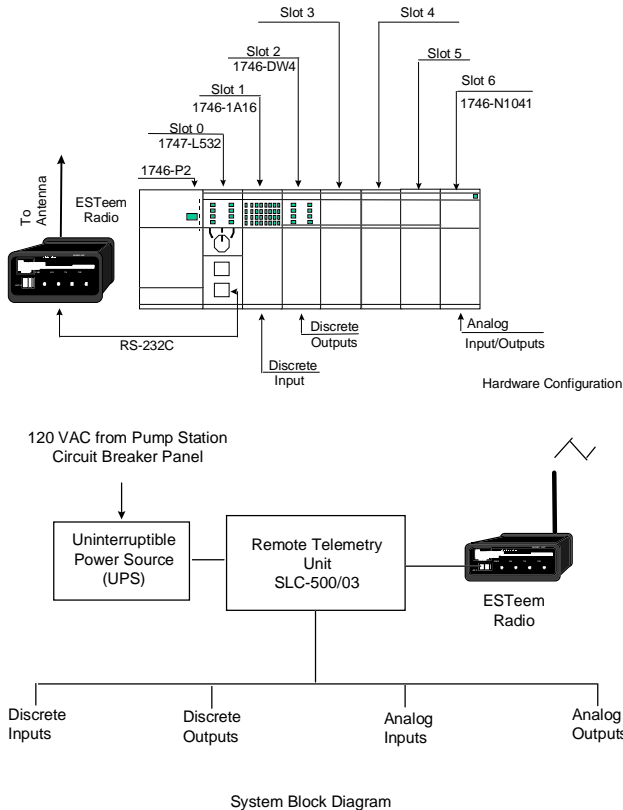 Slot 3
Slot 4
Slot 2
1746-DW4
Slot 5
Slot 1
1746-1A16
Slot 6
1746-N1041
Slot 0
1747-L532
1746-P2
To
Antenna
ESTeem
Radio
RS-232C
Discrete
Outputs
Discrete
Input
Analog
Input/Outputs
Hardware Configuration
120 VAC from Pump Station
Circuit Breaker Panel
Uninterruptible
Power Source
(UPS)
Remote Telemetry
Unit
SLC-500/03
ESTeem
Radio
Discrete
Inputs
Discrete
Outputs
Analog
Inputs
Analog
Outputs
System Block Diagram